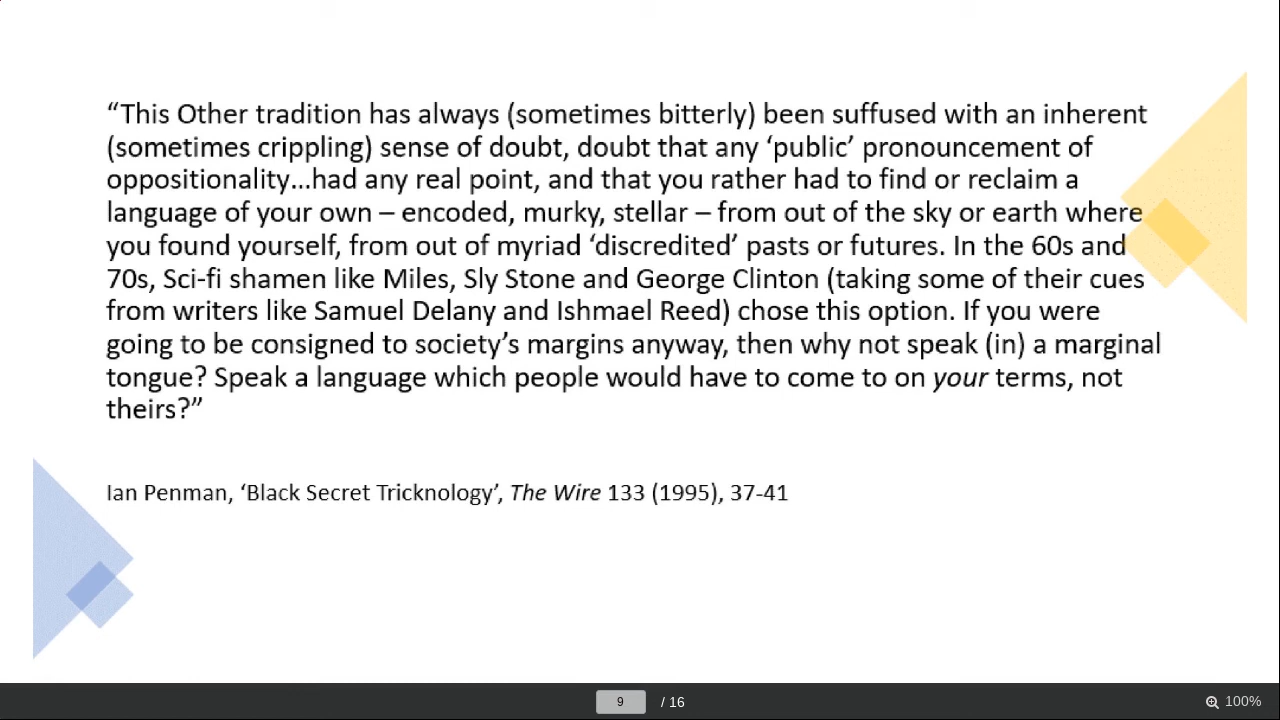 “This Other tradition has always (sometimes bitterly) been suffused with an inherent
(sometimes crippling) sense of doubt, doubt that any ‘public’ pronouncement of
oppositionality…had any real point, and that you rather had to find or reclaim a
language of your own – encoded, murky, stellar – from out of the sky or earth where
you found yourself, from out of myriad ‘discredited’ pasts or futures. In the 60s and
70s, Sci-fi shamen like Miles, Sly Stone and George Clinton (taking some of their cues
from writers like Samuel Delany and Ishmael Reed) chose this option. If you were
going to be consigned to society’s margins anyway, then why not speak (in) a marginal
tongue? Speak a language which people would have to come to on your terms, not
theirs?”
Ian Penman, ‘Black Secret Tricknology’, The Wire 133 (1995), 37-41
9 / 16
100%